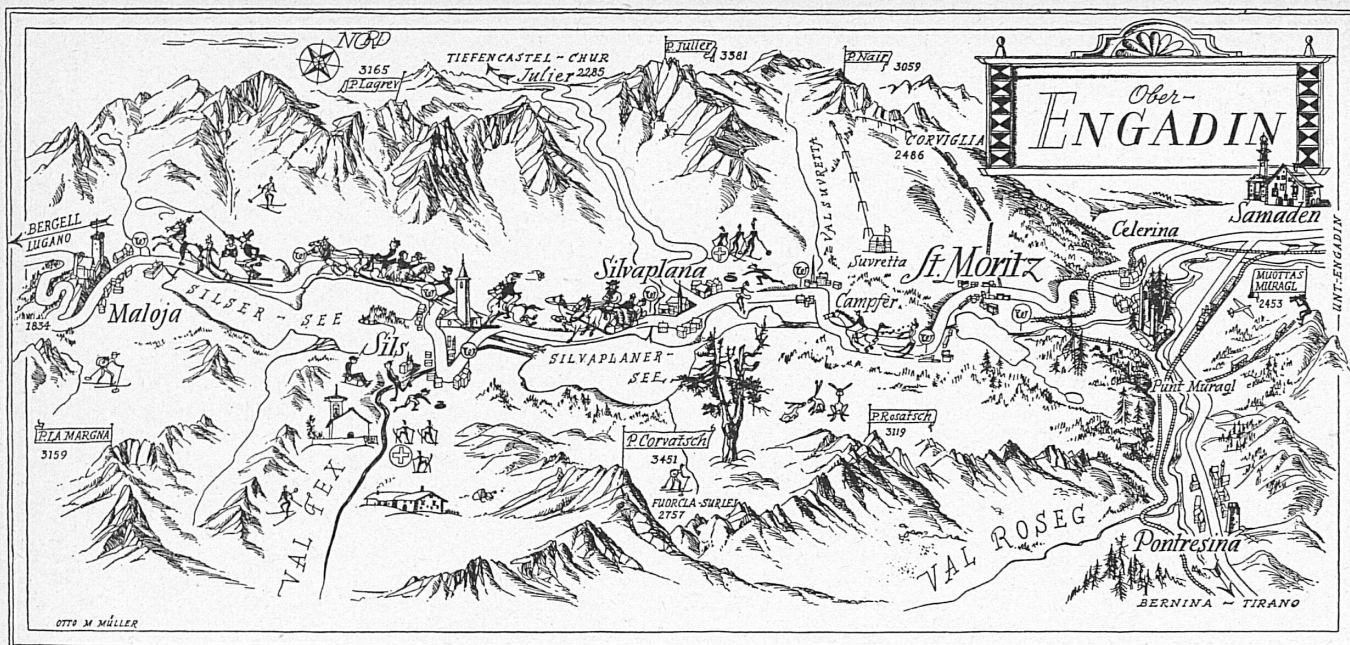 NORD
3165
P. Lagrev
TIEFENCASTEL - CHUR
Julier 2285
P. Julier
3381
P. Nair
3059
CORVIGLIA
2486
Ober-
ENGADIN
Samaden
Celerina
UNT-ENGADIN
MUOTTAS
MURAGL
2453
BERGELL
LUGANO
1834
Maloja
SILSER - SEE
Sils
Silvaplana
SILVAPLANER-
SEE
VAL SUVRETTA
Suvretta
Campfèr
St. Moritz
Punt Muragl
P. LA MARGNA
3159
VAL FEX
P. Corvatsch
3451
FUORCLA-SURLEJ
2757
P. Rosatsch
3119
VAL ROSEG
Pontresina
BERNINA ~ TIRANO
OTTO M MÜLLER